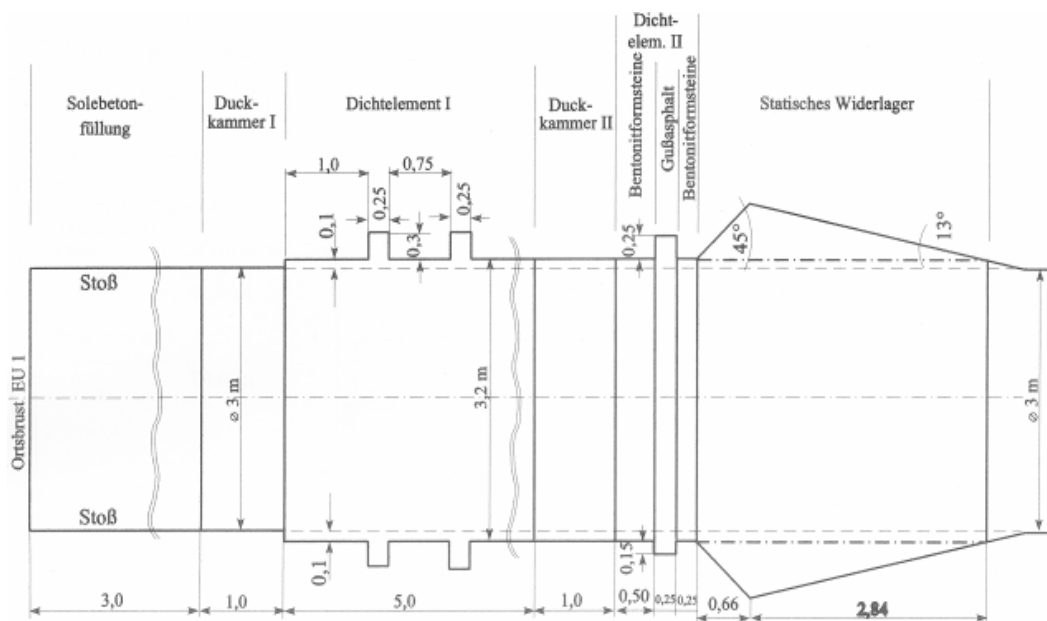 Dicht-
elem. II
Solebeton-
füllung
Duck-
kammer I
Dichtelement I
Duck-
kammer II
Bentonitformsteine
Gußasphalt
Bentonitformsteine
Statisches Widerlager
1,0
0,75
0,25
0,25
0,1
0,3
0,25
45°
13°
Stoß
Ortsbrust EU 1
ø 3 m
3,2 m
ø 3 m
Stoß
0,1
0,15
3,0
1,0
5,0
1,0
0,50
0,25
0,25
0,66
2,84